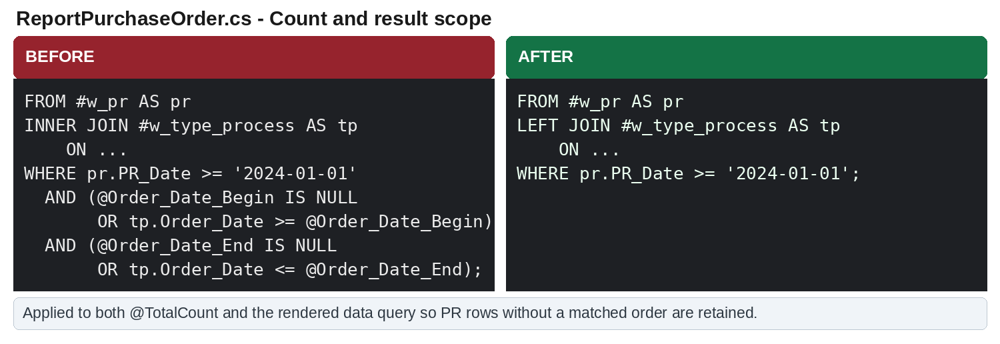 ReportPurchaseOrder.cs - Count and result scope
BEFORE
FROM #w_pr AS pr
INNER JOIN #w_type_process AS tp
    ON ...
WHERE pr.PR_Date >= '2024-01-01'
  AND (@Order_Date_Begin IS NULL
       OR tp.Order_Date >= @Order_Date_Begin)
  AND (@Order_Date_End IS NULL
       OR tp.Order_Date <= @Order_Date_End);
AFTER
FROM #w_pr AS pr
LEFT JOIN #w_type_process AS tp
    ON ...
WHERE pr.PR_Date >= '2024-01-01';
Applied to both @TotalCount and the rendered data query so PR rows without a matched order are retained.